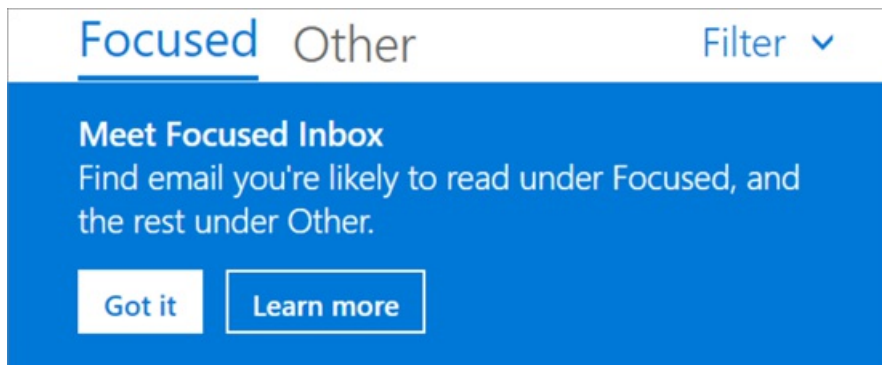 Focused Other Filter
Meet Focused Inbox
Find email you're likely to read under Focused, and
the rest under Other.
Got it Learn more